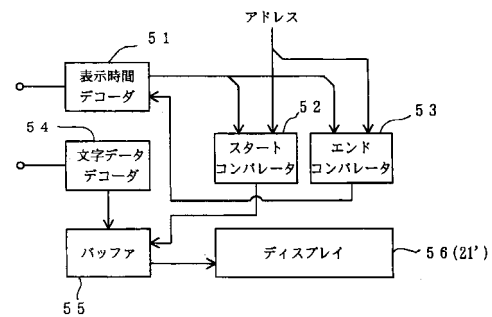 アドレス
51
表示時間
デコーダ
52
53
54
文字データ
デコーダ
スタート
コンパレータ
エンド
コンパレータ
バッファ
ディスプレイ
56(21')
55